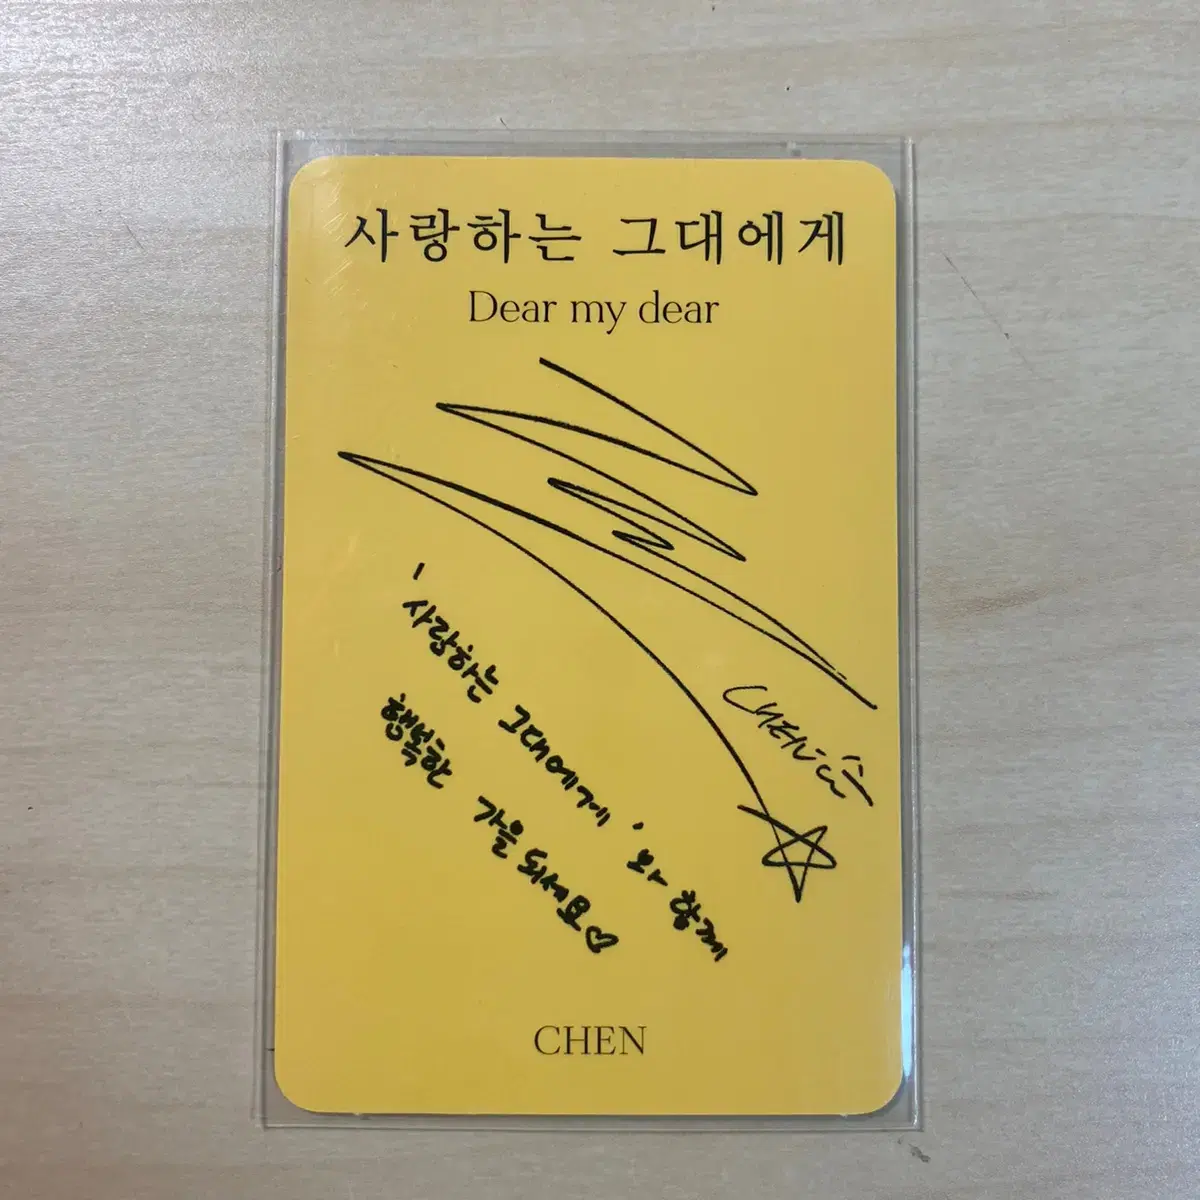 사랑하는 그대에게
Dear my dear
CHEN
'사랑하는 그대에게'와 함께
행복한 가을 되세요♡
CHEN